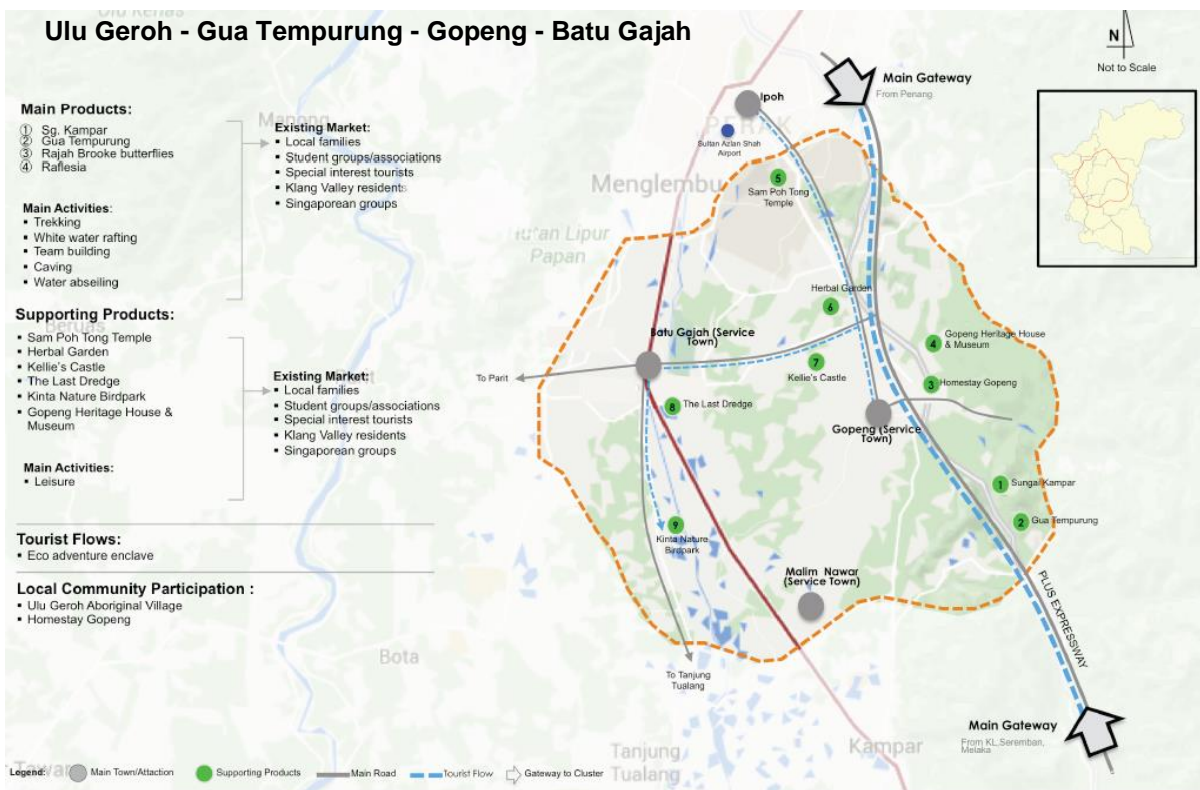 Ulu Geroh - Gua Tempurung - Gopeng - Batu Gajah
Main Products:
① Sg. Kampar
② Gua Tempurung
③ Rajah Brooke butterflies
④ Raflesia
Main Activities:
▪ Trekking
▪ White water rafting
▪ Team building
▪ Caving
▪ Water abseiling
Existing Market:
▪ Local families
▪ Student groups/associations
▪ Special interest tourists
▪ Klang Valley residents
▪ Singaporean groups
Supporting Products:
▪ Sam Poh Tong Temple
▪ Herbal Garden
▪ Kellie's Castle
▪ The Last Dredge
▪ Kinta Nature Birdpark
▪ Gopeng Heritage House &
Museum
Main Activities:
▪ Leisure
Existing Market:
▪ Local families
▪ Student groups/associations
▪ Special interest tourists
▪ Klang Valley residents
▪ Singaporean groups
Tourist Flows:
▪ Eco adventure enclave
Local Community Participation :
▪ Ulu Geroh Aboriginal Village
▪ Homestay Gopeng
N
Not to Scale
Main Gateway
From Penang
Ipoh
PERAK
Sultan Azlan Shah
Airport
Menglembu
5
Sam Poh Tong
Temple
Manong
Hutan Lipur
Papan
Beruas
Herbal Garden
6
Batu Gajah (Service
Town)
4
Gopeng Heritage House
& Museum
7
Kellie's Castle
To Parit
3
Homestay Gopeng
8
The Last Dredge
Gopeng (Service
Town)
1
Sungai Kampar
2
Gua Tempurung
9
Kinta Nature
Birdpark
Malim Nawar
(Service Town)
PLUS EXPRESSWAY
Bota
To Tanjung
Tualang
Main Gateway
From KL,Seremban,
Melaka
Kampar
Tanjung
Tualang
Legend:
Main Town/Attaction
Supporting Products
Main Road
Tourist Flow
Gateway to Cluster